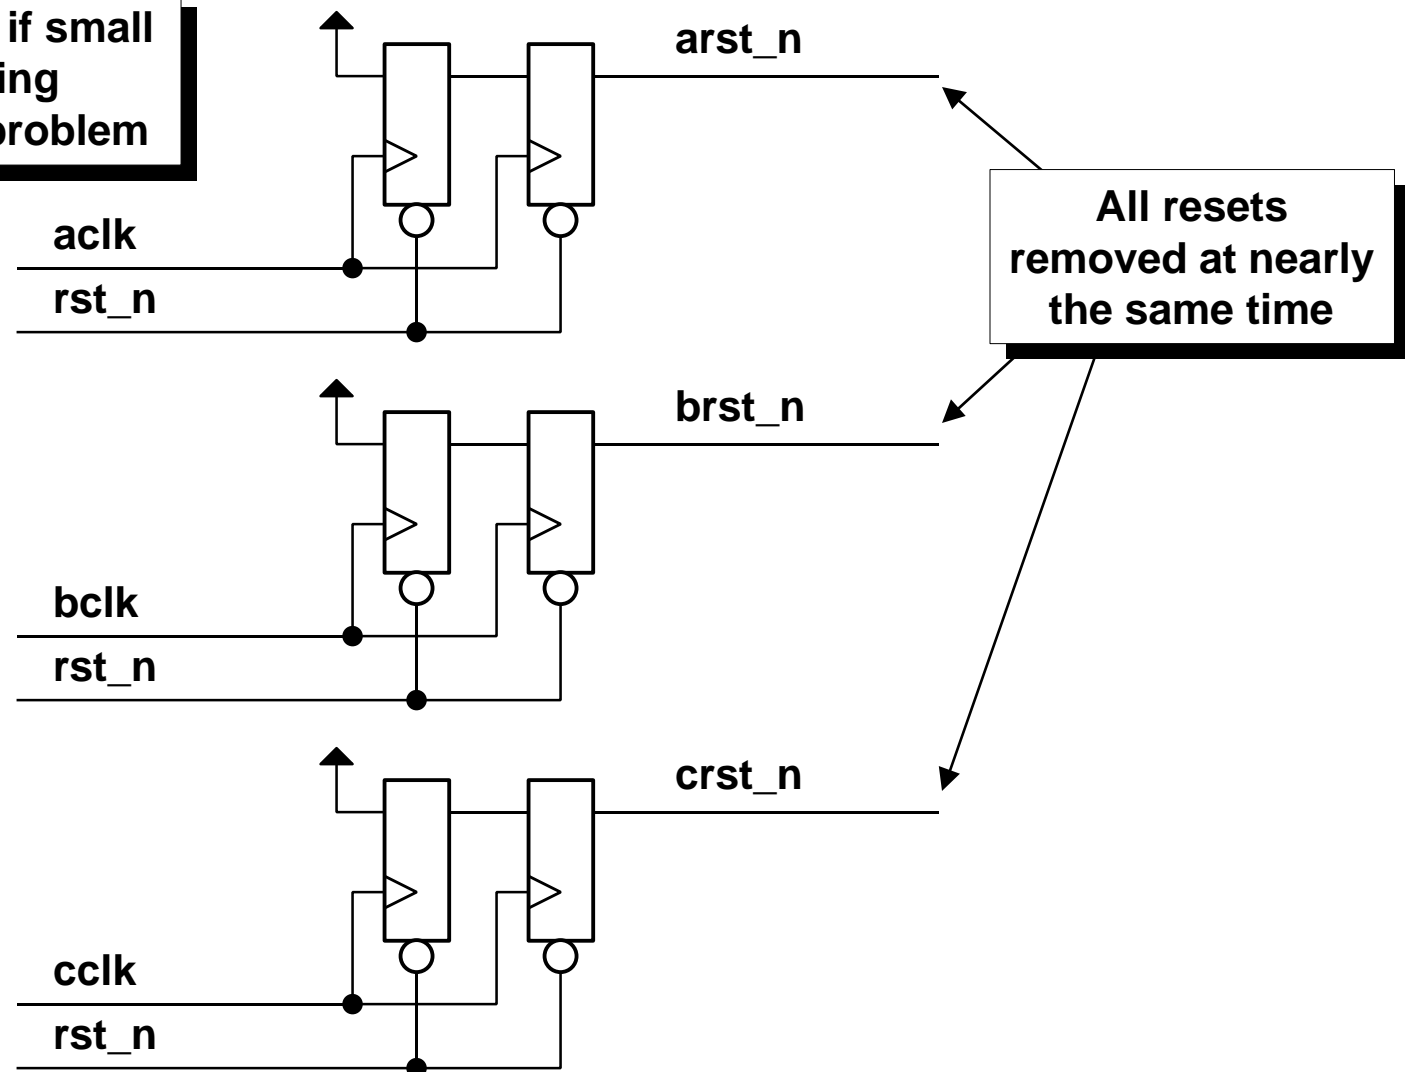 if small
ing
problem
arst_n
All resets
removed at nearly
the same time
aclk
rst_n
brst_n
bclk
rst_n
crst_n
cclk
rst_n